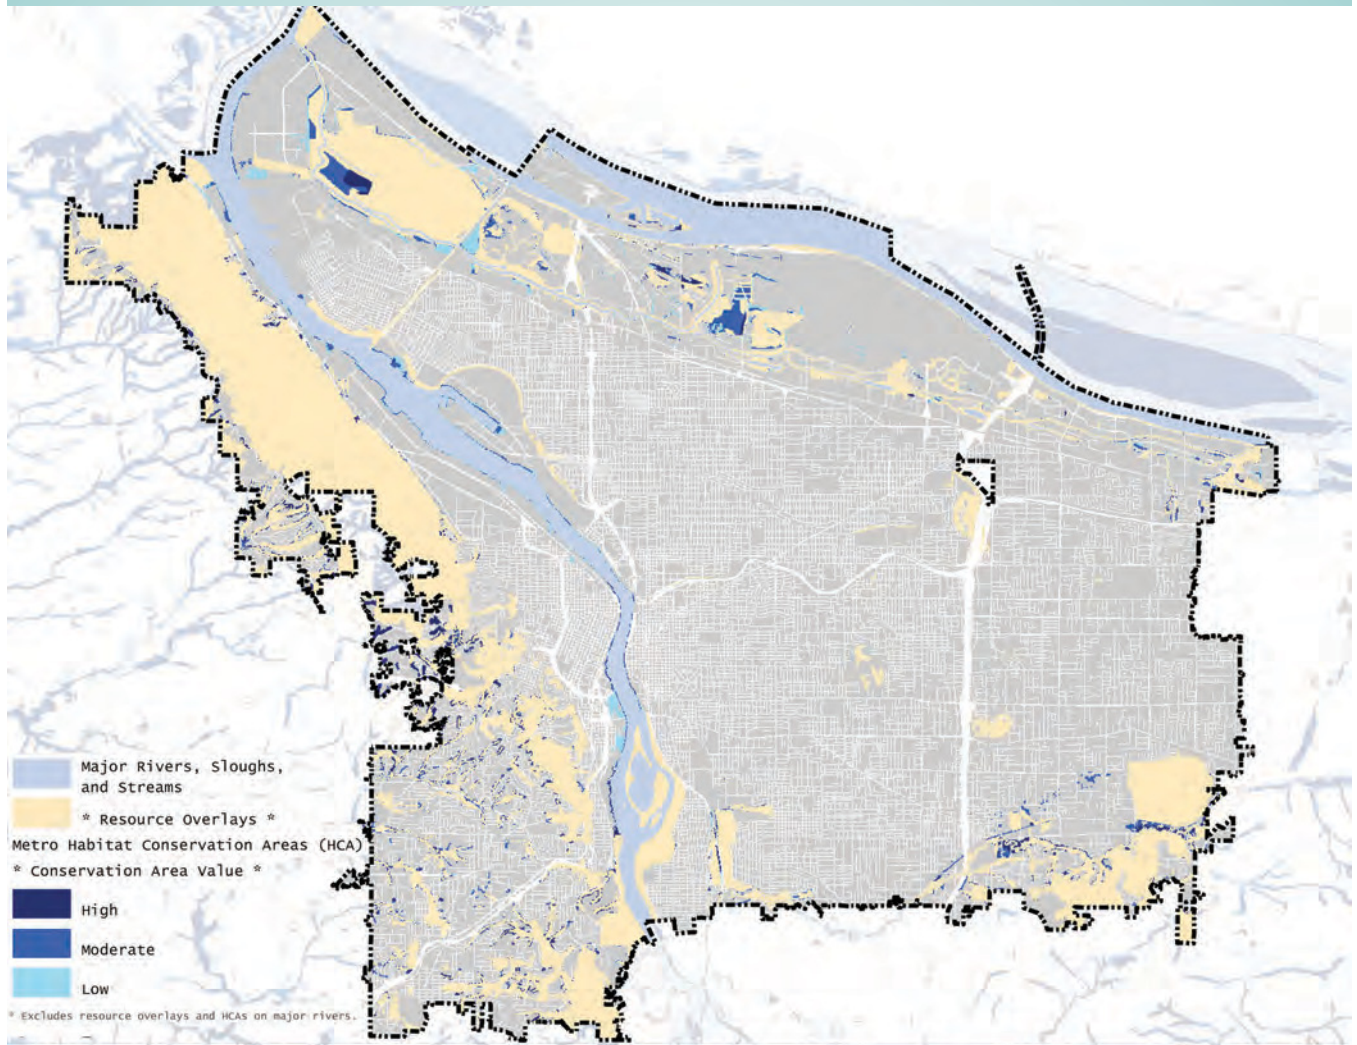 Major Rivers, Sloughs,
and Streams
* Resource Overlays *
Metro Habitat Conservation Areas (HCA)
* Conservation Area Value *
High
Moderate
Low
* Excludes resource overlays and HCAs on major rivers.